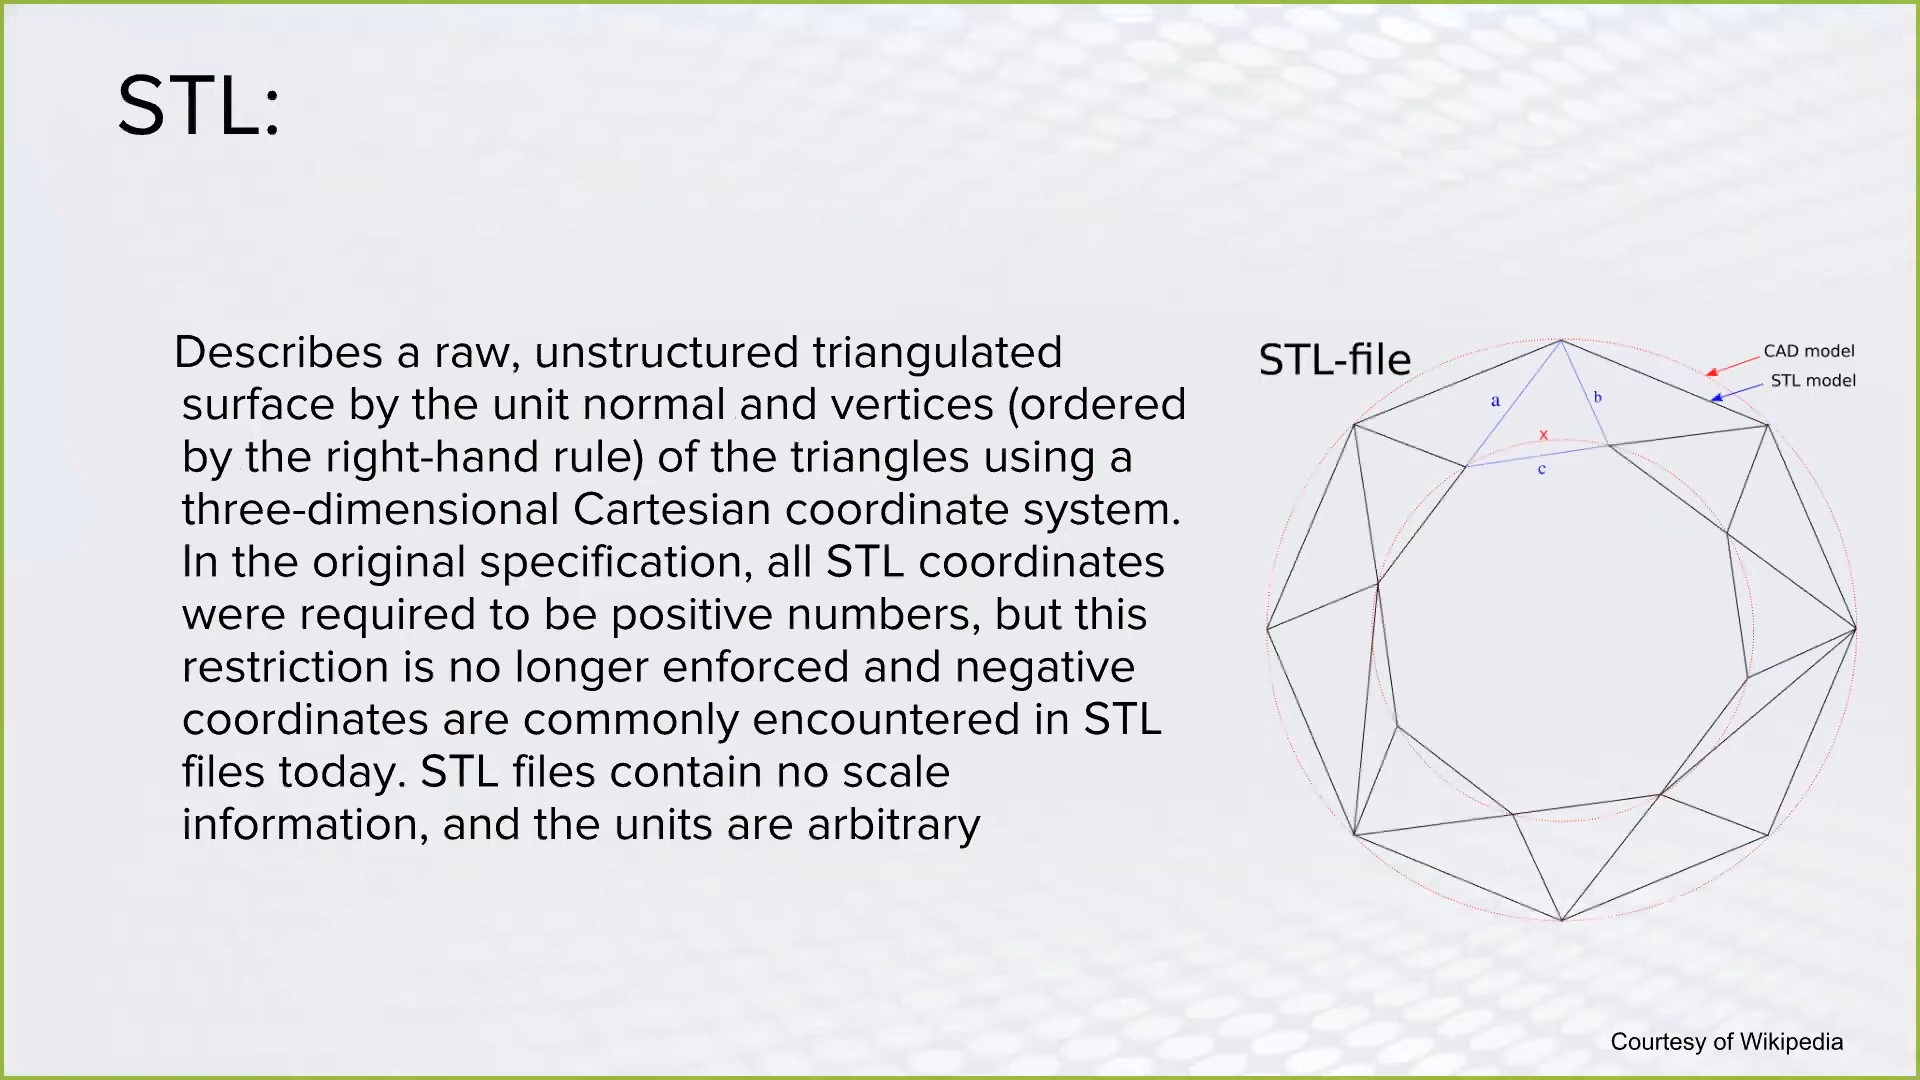 STL:
Describes a raw, unstructured triangulated
surface by the unit normal and vertices (ordered
by the right-hand rule) of the triangles using a
three-dimensional Cartesian coordinate system.
In the original specification, all STL coordinates
were required to be positive numbers, but this
restriction is no longer enforced and negative
coordinates are commonly encountered in STL
files today. STL files contain no scale
information, and the units are arbitrary
STL-file
CAD model
STL model
a
b
x
c
Courtesy of Wikipedia